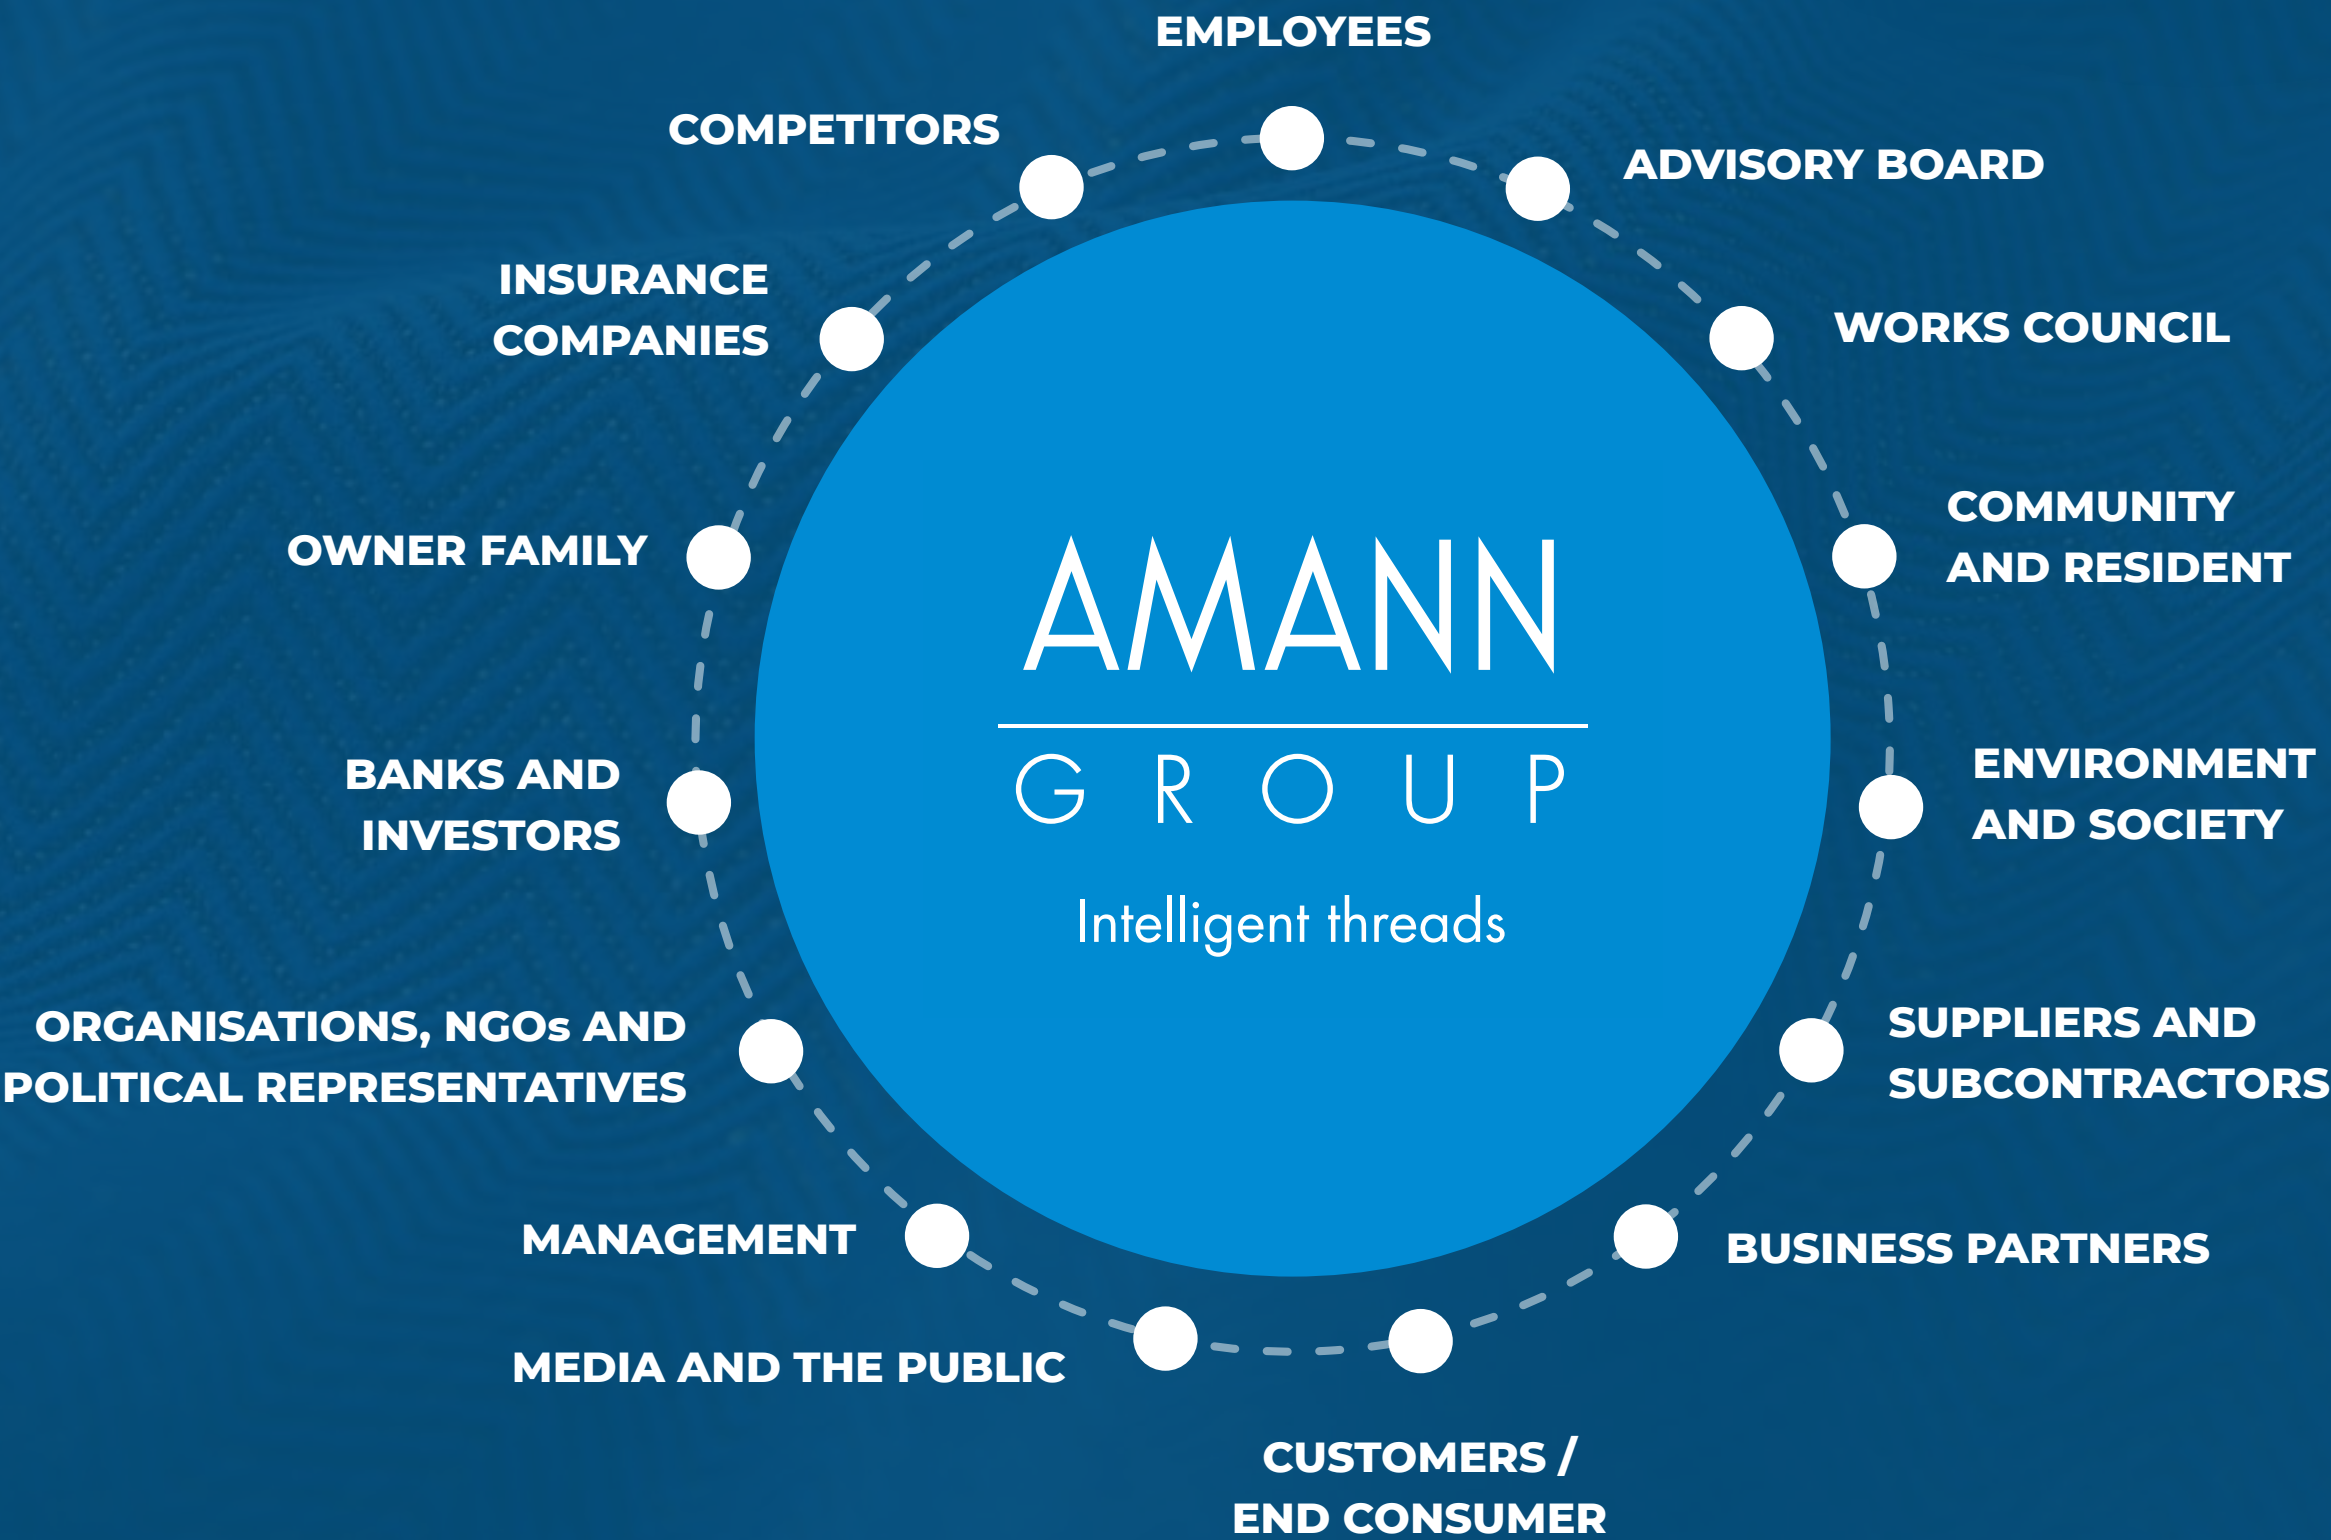 EMPLOYEES
COMPETITORS
ADVISORY BOARD
INSURANCE
COMPANIES
WORKS COUNCIL
COMMUNITY
AND RESIDENT
OWNER FAMILY
AMANN
GROUP
Intelligent threads
BANKS AND
INVESTORS
ENVIRONMENT
AND SOCIETY
ORGANISATIONS, NGOs AND
POLITICAL REPRESENTATIVES
SUPPLIERS AND
SUBCONTRACTORS
MANAGEMENT
BUSINESS PARTNERS
MEDIA AND THE PUBLIC
CUSTOMERS /
END CONSUMER